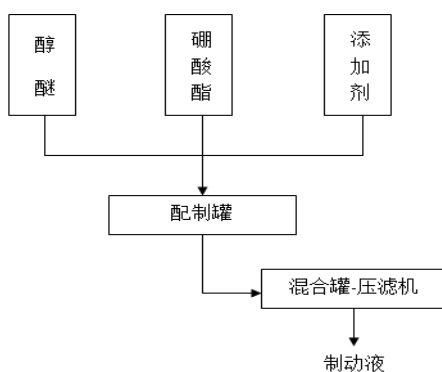 醇醚
硼酸酯
添加剂
配制罐
混合罐-压滤机
制动液